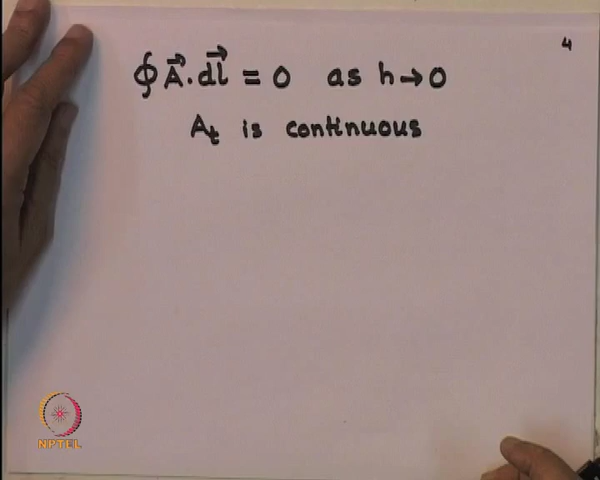 4
∮A⃗.dl⃗ = 0 as h→0
Aₜ is continuous
NPTEL